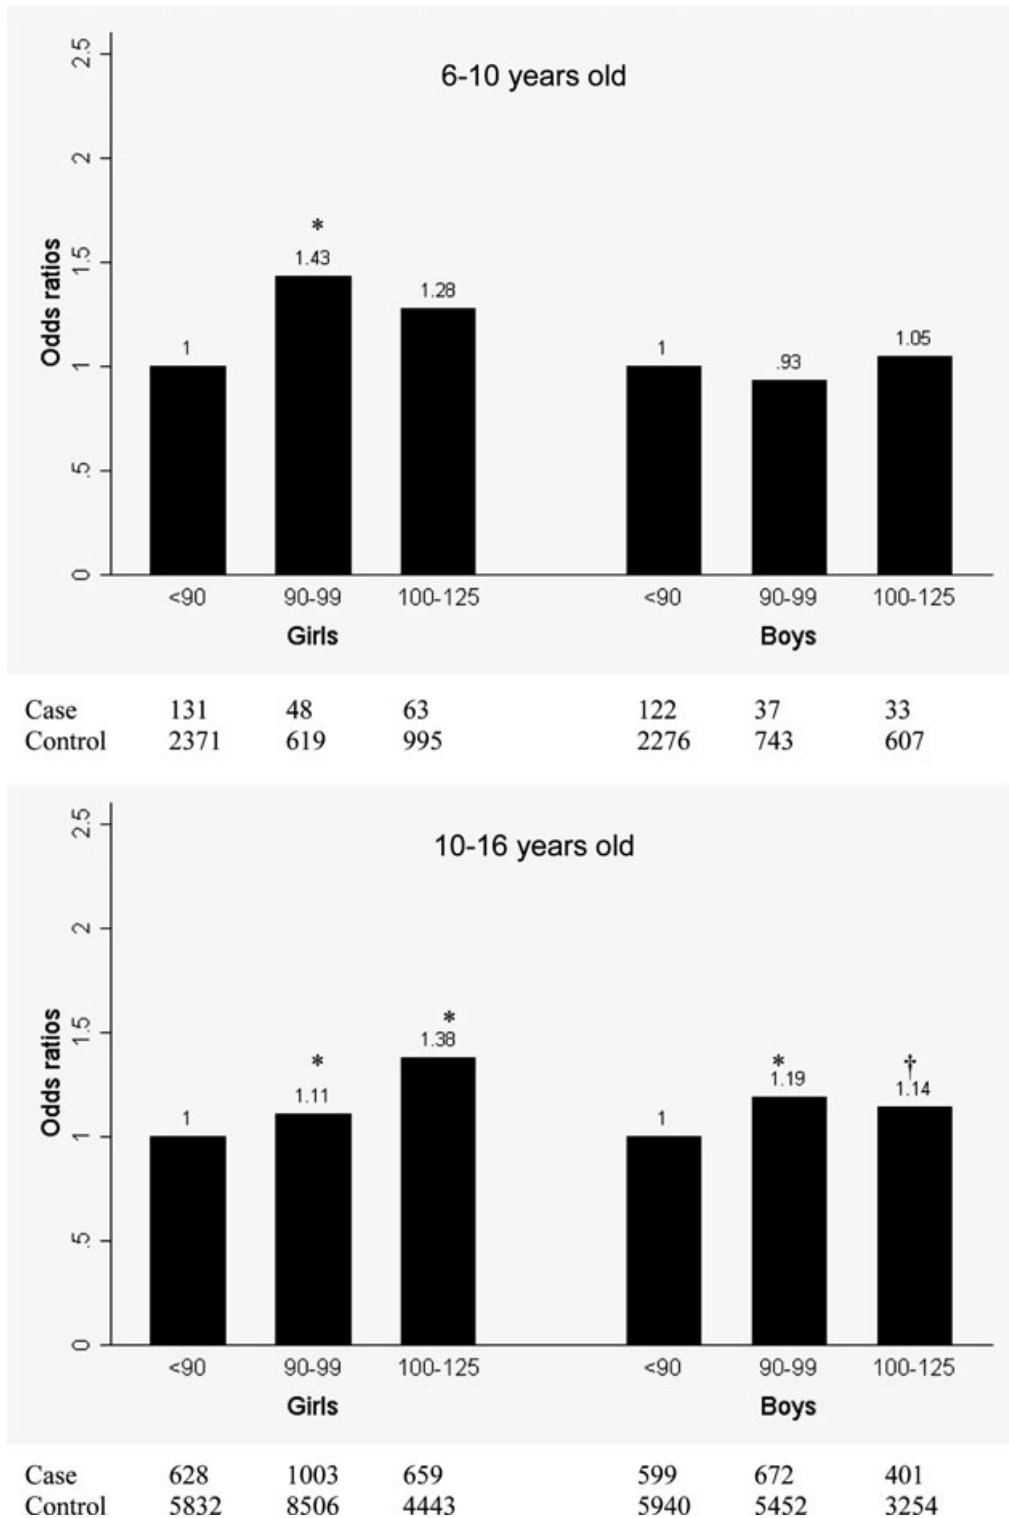 6-10 years old
2.5
2
1.5
1
.5
0
Odds ratios
*
1.43
1.28
1
1
.93
1.05
<90 90-99 100-125 <90 90-99 100-125
Girls Boys
Case 131 48 63 122 37 33
Control 2371 619 995 2276 743 607
10-16 years old
2.5
2
1.5
1
.5
0
Odds ratios
*
1.38
* * †
1.11 1.19 1.14
1 1
<90 90-99 100-125 <90 90-99 100-125
Girls Boys
Case 628 1003 659 599 672 401
Control 5832 8506 4443 5940 5452 3254